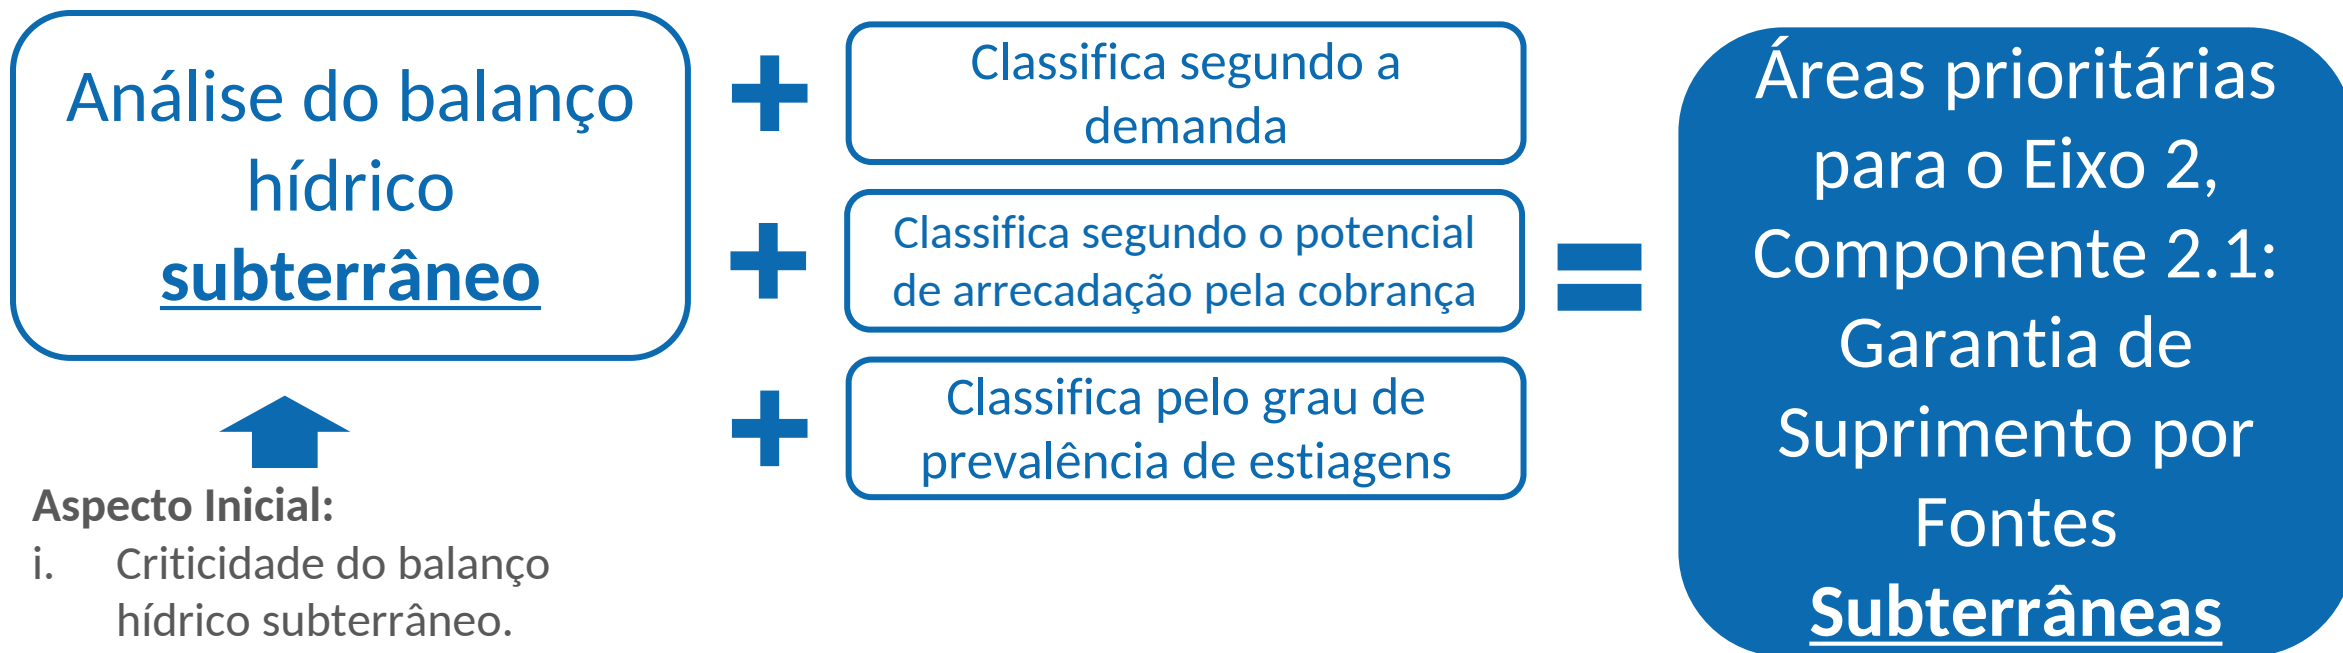 Análise do balanço
hídrico
subterrâneo
Aspecto Inicial:
i. Criticidade do balanço
hídrico subterrâneo.
+
Classifica segundo a
demanda
+
Classifica segundo o potencial
de arrecadação pela cobrança
+
Classifica pelo grau de
prevalência de estiagens
=
Áreas prioritárias
para o Eixo 2,
Componente 2.1:
Garantia de
Suprimento por
Fontes
Subterrâneas